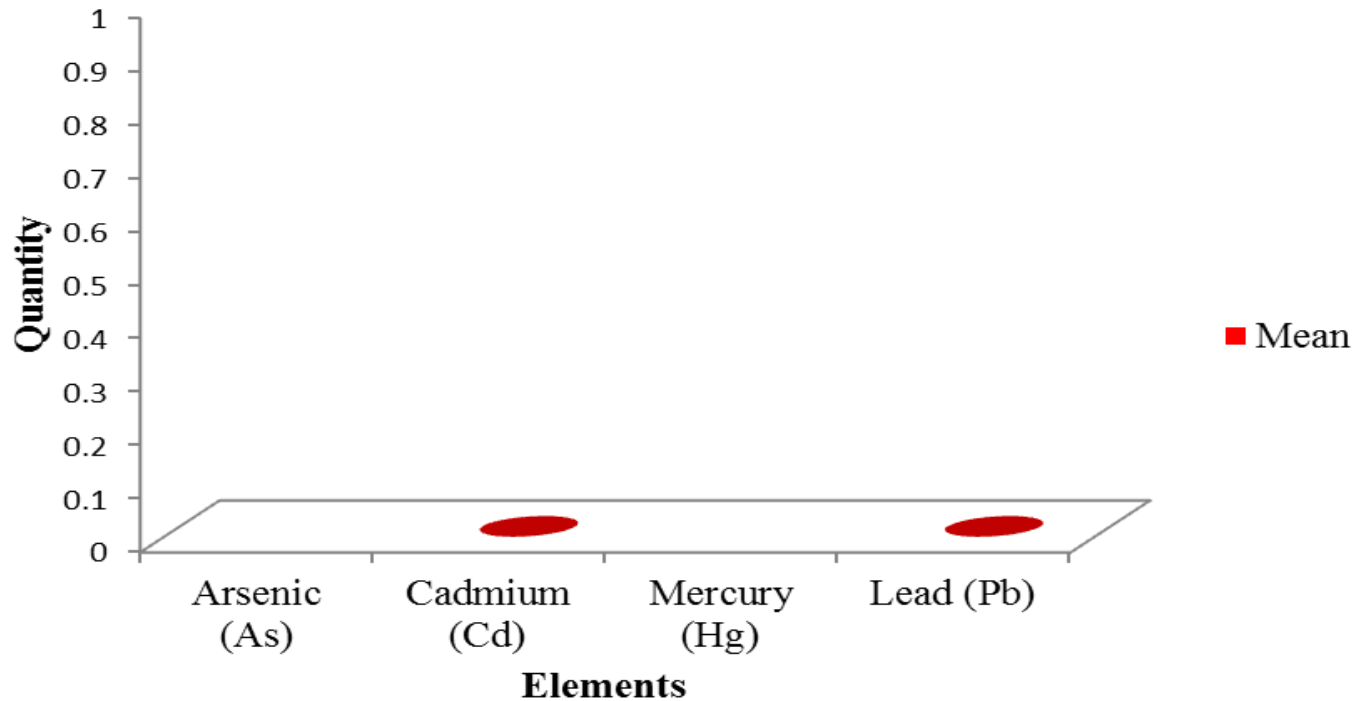 1
0.9
0.8
0.7
0.6
0.5
0.4
0.3
0.2
0.1
0
Quantity
Arsenic
(As)
Cadmium
(Cd)
Mercury
(Hg)
Lead (Pb)
Elements
Mean